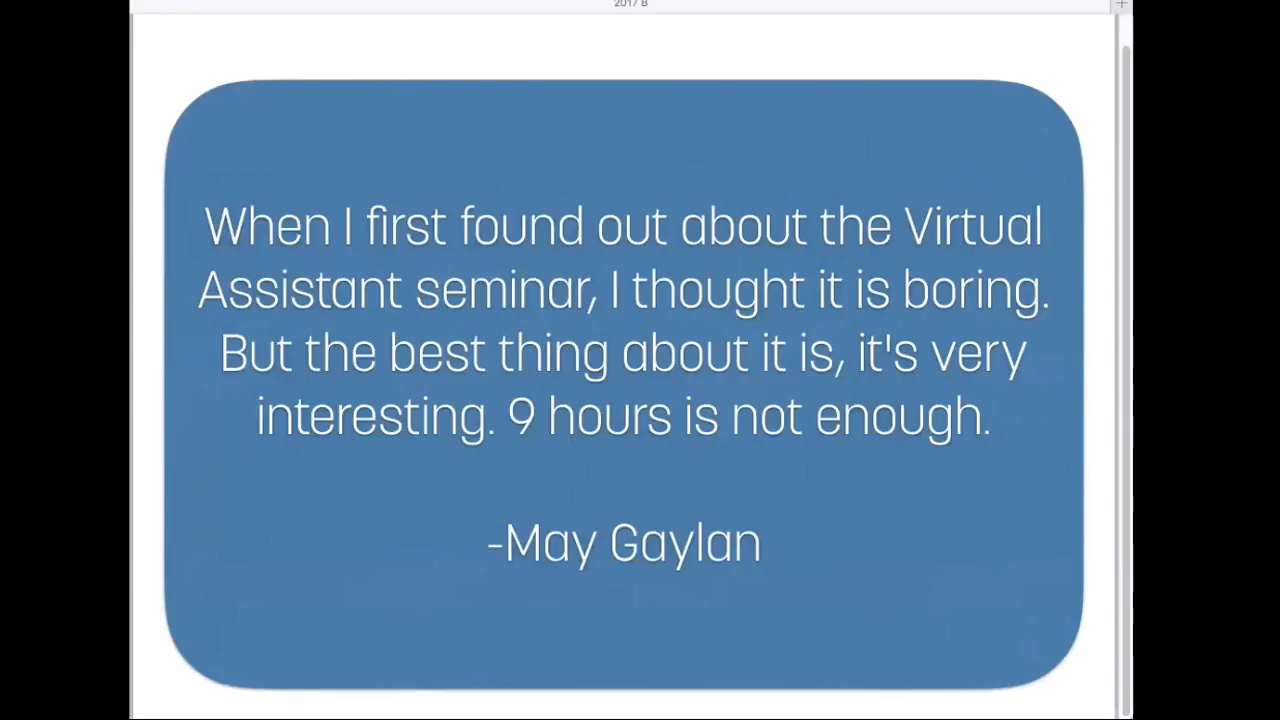 2017 B
When I first found out about the Virtual
Assistant seminar, I thought it is boring.
But the best thing about it is, it's very
interesting. 9 hours is not enough.
-May Gaylan